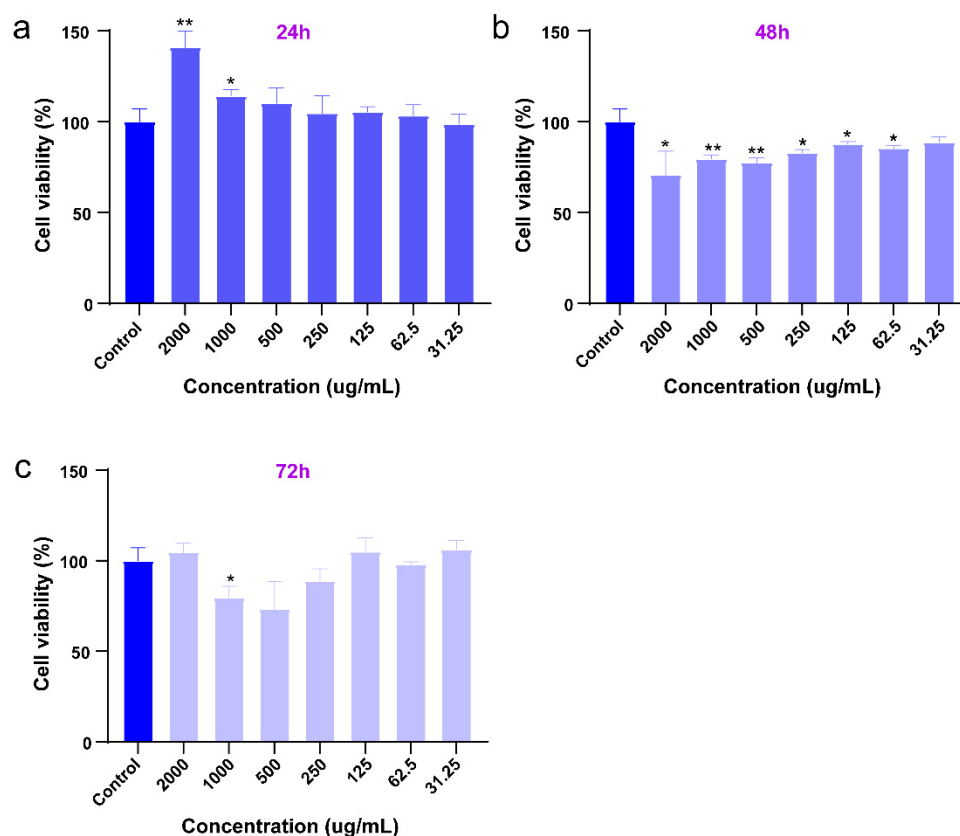 a
24h
150
100
50
0
Cell viability (%)
** *
Control 2000 1000 500 250 125 62.5 31.25
Concentration (ug/mL)
b
48h
150
100
50
0
Cell viability (%)
* ** ** * * *
Control 2000 1000 500 250 125 62.5 31.25
Concentration (ug/mL)
c
72h
150
100
50
0
Cell viability (%)
*
Control 2000 1000 500 250 125 62.5 31.25
Concentration (ug/mL)